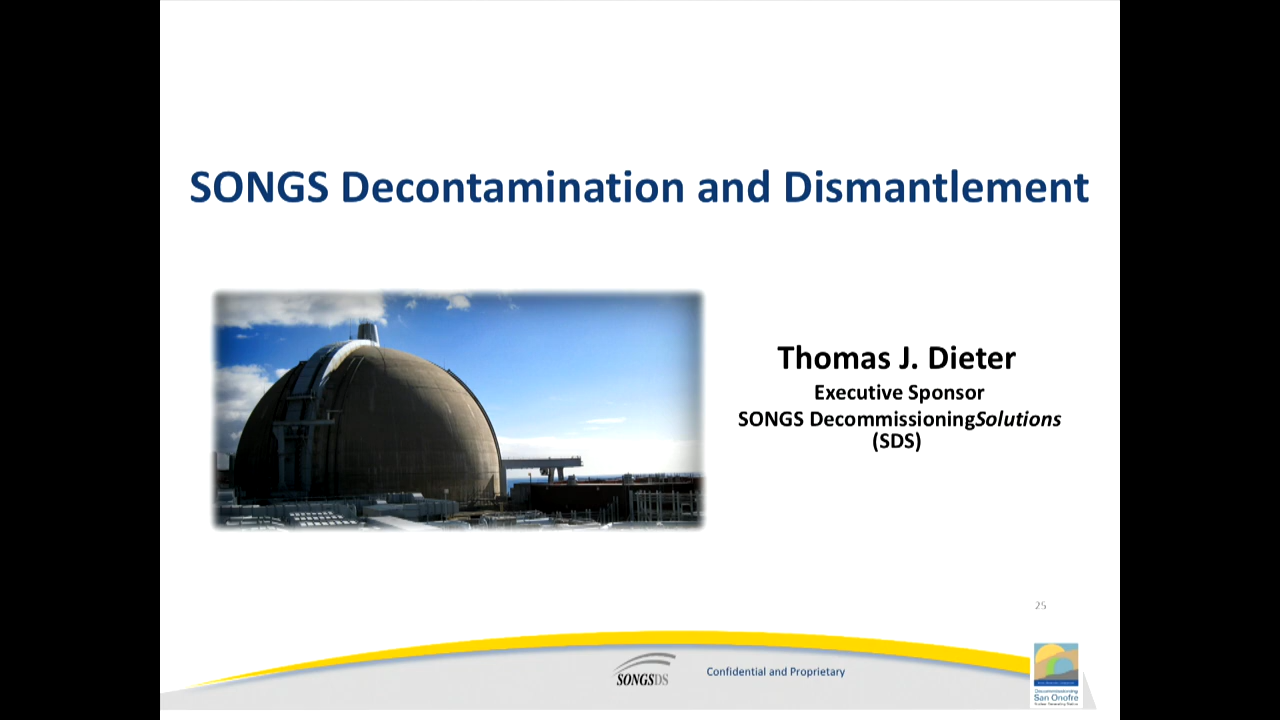 SONGS Decontamination and Dismantlement
Thomas J. Dieter
Executive Sponsor
SONGS DecommissioningSolutions
(SDS)
25
SONGSDS
Confidential and Proprietary
Decommissioning
San Onofre